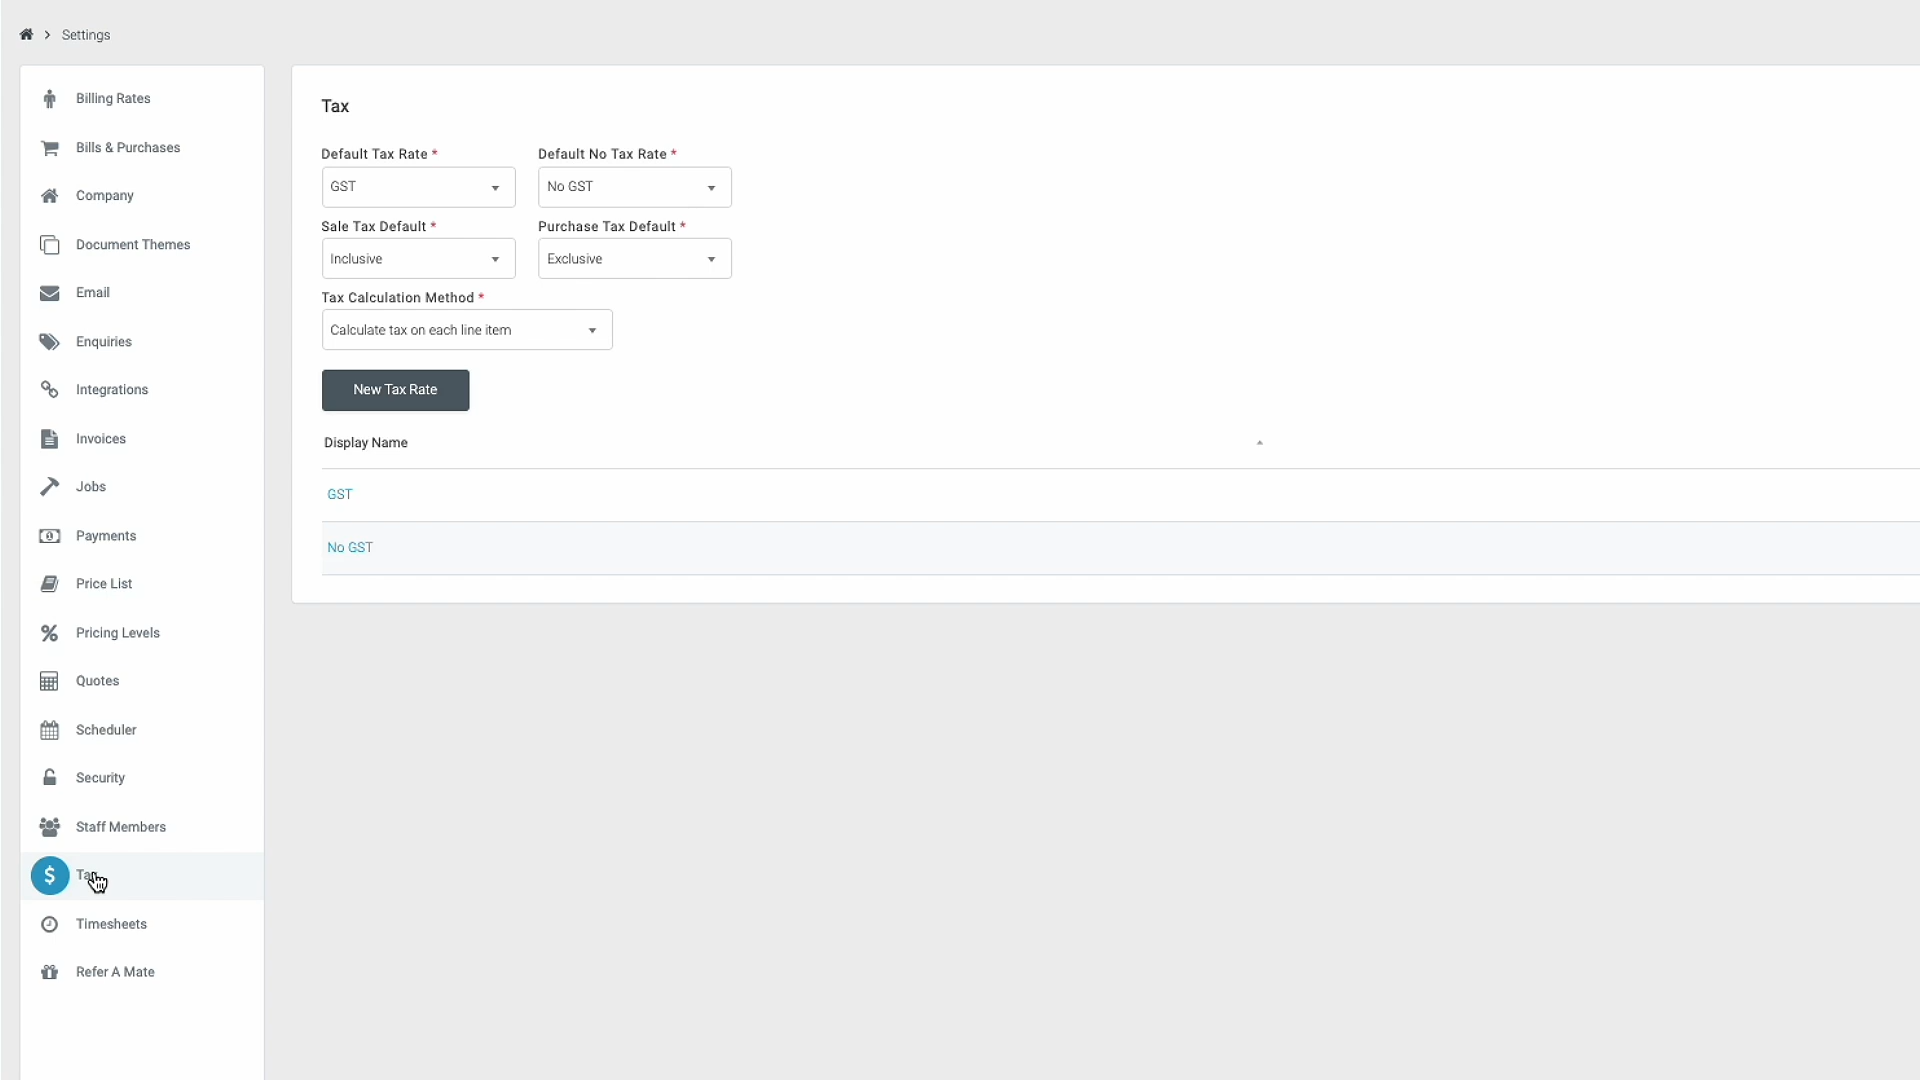 Settings
Billing Rates
Bills & Purchases
Company
Document Themes
Email
Enquiries
Integrations
Invoices
Jobs
Payments
Price List
Pricing Levels
Quotes
Scheduler
Security
Staff Members
Timesheets
Refer A Mate
Tax
Default Tax Rate *
Default No Tax Rate *
GST
No GST
Sale Tax Default *
Purchase Tax Default *
Inclusive
Exclusive
Tax Calculation Method *
Calculate tax on each line item
New Tax Rate
Display Name
GST
No GST